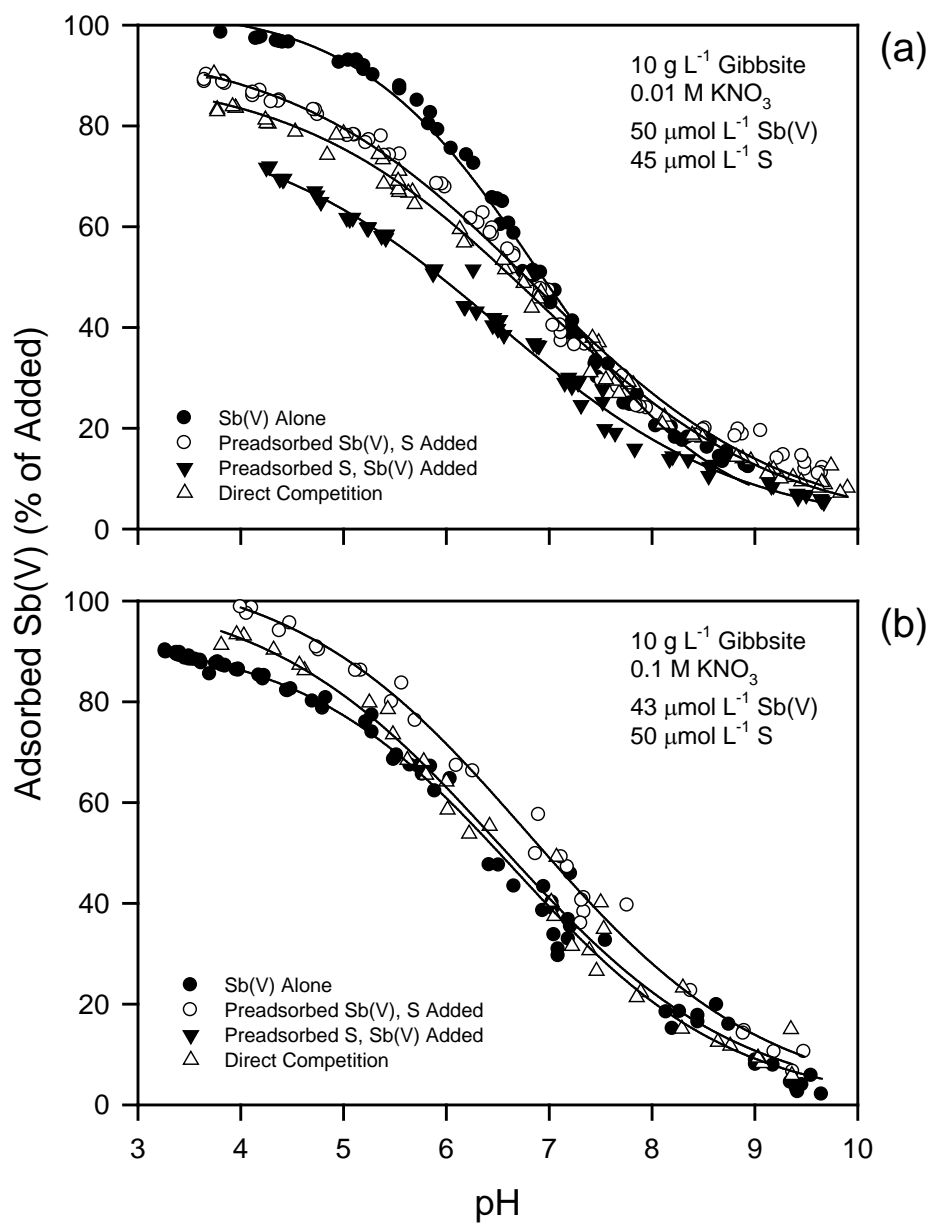 Adsorbed Sb(V) (% of Added)
(a)
100
80
60
40
20
0
10 g L⁻¹ Gibbsite
0.01 M KNO₃
50 μmol L⁻¹ Sb(V)
45 μmol L⁻¹ S
Sb(V) Alone
Preadsorbed Sb(V), S Added
Preadsorbed S, Sb(V) Added
Direct Competition
(b)
100
80
60
40
20
0
10 g L⁻¹ Gibbsite
0.1 M KNO₃
43 μmol L⁻¹ Sb(V)
50 μmol L⁻¹ S
Sb(V) Alone
Preadsorbed Sb(V), S Added
Preadsorbed S, Sb(V) Added
Direct Competition
3 4 5 6 7 8 9 10
pH